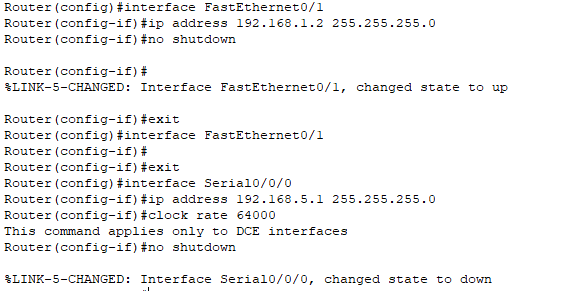 Router(config)#interface FastEthernet0/1
Router(config-if)#ip address 192.168.1.2 255.255.255.0
Router(config-if)#no shutdown
Router(config-if)#
%LINK-5-CHANGED: Interface FastEthernet0/1, changed state to up
Router(config-if)#exit
Router(config)#interface FastEthernet0/1
Router(config-if)#
Router(config-if)#exit
Router(config)#interface Serial0/0/0
Router(config-if)#ip address 192.168.5.1 255.255.255.0
Router(config-if)#clock rate 64000
This command applies only to DCE interfaces
Router(config-if)#no shutdown
%LINK-5-CHANGED: Interface Serial0/0/0, changed state to down